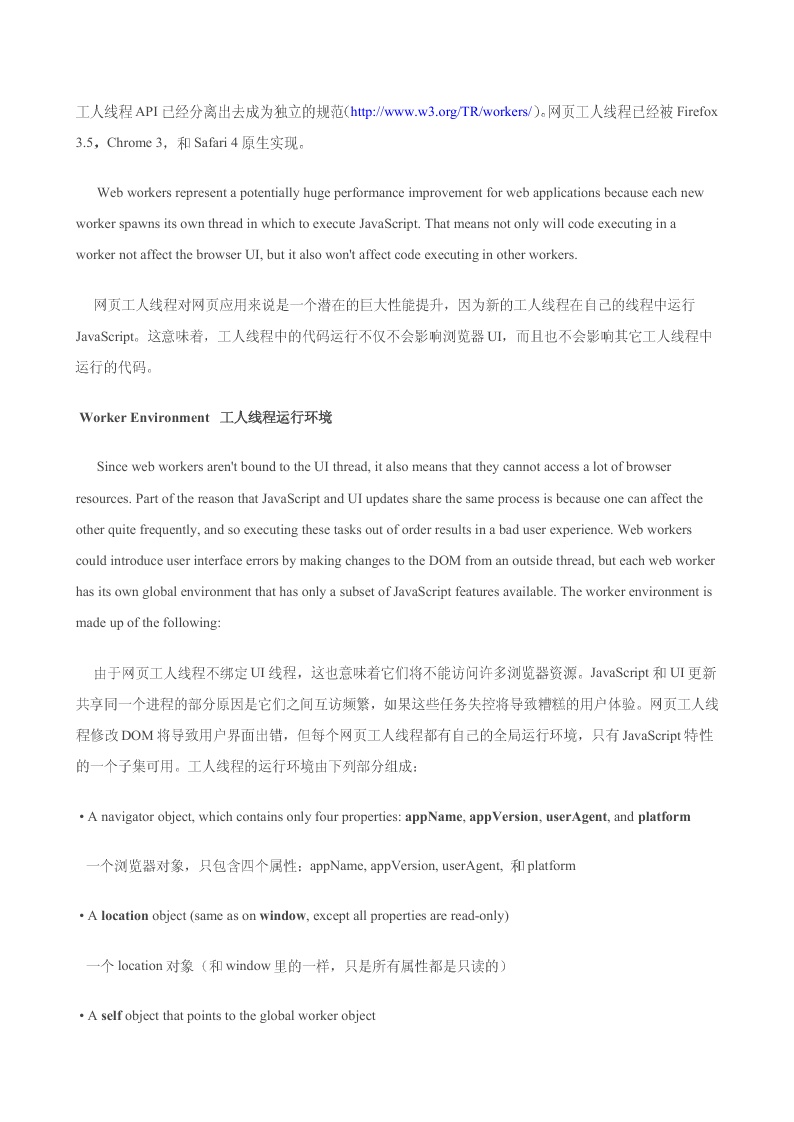 工人线程 API 已经分离出去成为独立的规范（http://www.w3.org/TR/workers/）。网页工人线程已经被 Firefox
3.5，Chrome 3，和 Safari 4 原生实现。
Web workers represent a potentially huge performance improvement for web applications because each new
worker spawns its own thread in which to execute JavaScript. That means not only will code executing in a
worker not affect the browser UI, but it also won't affect code executing in other workers.
网页工人线程对网页应用来说是一个潜在的巨大性能提升，因为新的工人线程在自己的线程中运行
JavaScript。这意味着，工人线程中的代码运行不仅不会影响浏览器 UI，而且也不会影响其它工人线程中
运行的代码。
Worker Environment 工人线程运行环境
Since web workers aren't bound to the UI thread, it also means that they cannot access a lot of browser
resources. Part of the reason that JavaScript and UI updates share the same process is because one can affect the
other quite frequently, and so executing these tasks out of order results in a bad user experience. Web workers
could introduce user interface errors by making changes to the DOM from an outside thread, but each web worker
has its own global environment that has only a subset of JavaScript features available. The worker environment is
made up of the following:
由于网页工人线程不绑定 UI 线程，这也意味着它们将不能访问许多浏览器资源。JavaScript 和 UI 更新
共享同一个进程的部分原因是它们之间互访频繁，如果这些任务失控将导致糟糕的用户体验。网页工人线
程修改 DOM 将导致用户界面出错，但每个网页工人线程都有自己的全局运行环境，只有 JavaScript 特性
的一个子集可用。工人线程的运行环境由下列部分组成：
• A navigator object, which contains only four properties: appName, appVersion, userAgent, and platform
一个浏览器对象，只包含四个属性：appName, appVersion, userAgent, 和 platform
• A location object (same as on window, except all properties are read-only)
一个 location 对象（和 window 里的一样，只是所有属性都是只读的）
• A self object that points to the global worker object